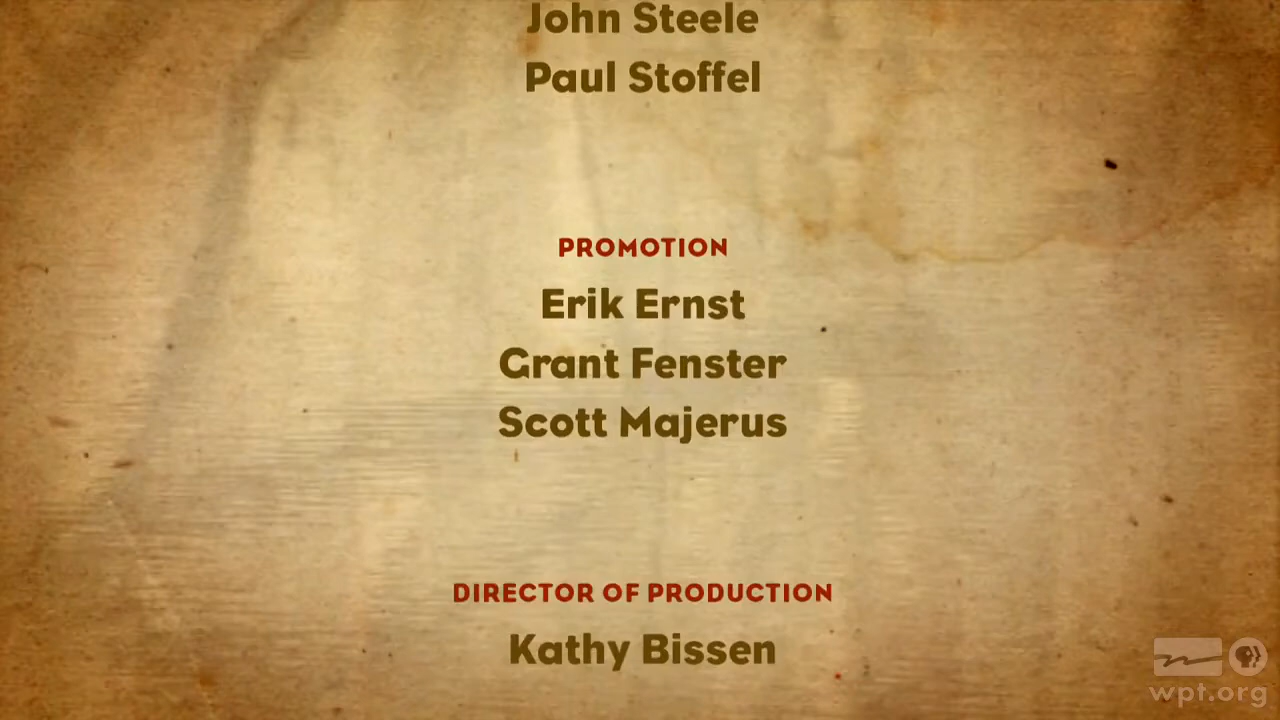 John Steele
Paul Stoffel
PROMOTION
Erik Ernst
Grant Fenster
Scott Majerus
DIRECTOR OF PRODUCTION
Kathy Bissen
wpt.org